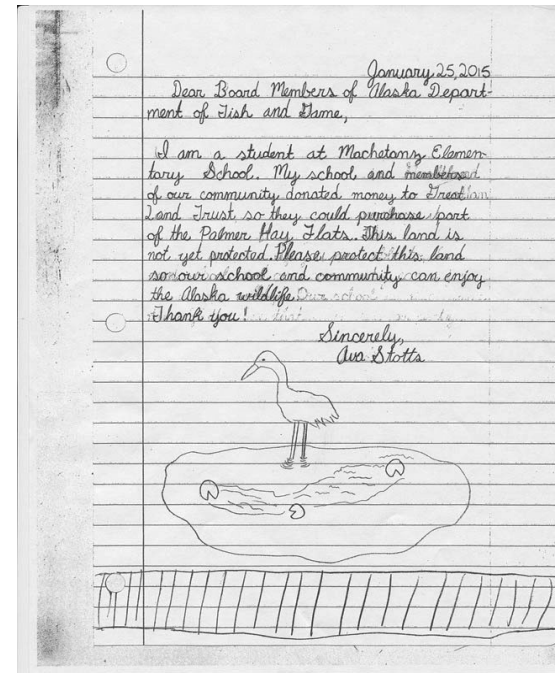 January 25, 2015
Dear Board Members of Alaska Depart-
ment of Fish and Game,
I am a student at Machetanz Elemen-
tary School. My school and members
of our community donated money to Great
Land Trust so they could purchase part
of the Palmer Hay Flats. This land is
not yet protected. Please protect this land
so our school and community can enjoy
the Alaska wildlife.
Thank you!
Sincerely,
Ava Stotts